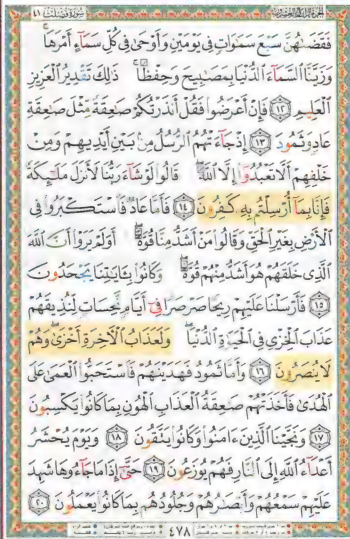 سورة فصلت ٤١
فَقَضَىٰهُنَّ سَبْعَ سَمَٰوَاتٍ فِي يَوْمَيْنِ وَأَوْحَىٰ فِي كُلِّ سَمَآءٍ أَمْرَهَا ۚ
وَزَيَّنَّا ٱلسَّمَآءَ ٱلدُّنْيَا بِمَصَٰبِيحَ وَحِفْظًا ۚ ذَٰلِكَ تَقْدِيرُ ٱلْعَزِيزِ
ٱلْعَلِيمِ ١٢ فَإِنْ أَعْرَضُوا۟ فَقُلْ أَنذَرْتُكُمْ صَٰعِقَةً مِّثْلَ صَٰعِقَةِ
عَادٍ وَثَمُودَ ١٣ إِذْ جَآءَتْهُمُ ٱلرُّسُلُ مِنۢ بَيْنِ أَيْدِيهِمْ وَمِنْ
خَلْفِهِمْ أَلَّا تَعْبُدُوٓا۟ إِلَّا ٱللَّهَ ۖ قَالُوا۟ لَوْ شَآءَ رَبُّنَا لَأَنزَلَ مَلَٰٓئِكَةً
فَإِنَّا بِمَآ أُرْسِلْتُم بِهِۦ كَٰفِرُونَ ١٤ فَأَمَّا عَادٌ فَٱسْتَكْبَرُوا۟ فِي
ٱلْأَرْضِ بِغَيْرِ ٱلْحَقِّ وَقَالُوا۟ مَنْ أَشَدُّ مِنَّا قُوَّةً ۖ أَوَلَمْ يَرَوْا۟ أَنَّ ٱللَّهَ
ٱلَّذِي خَلَقَهُمْ هُوَ أَشَدُّ مِنْهُمْ قُوَّةً ۖ وَكَانُوا۟ بِـَٔايَٰتِنَا يَجْحَدُونَ
١٥ فَأَرْسَلْنَا عَلَيْهِمْ رِيحًا صَرْصَرًا فِيٓ أَيَّامٍ نَّحِسَاتٍ لِّنُذِيقَهُمْ
عَذَابَ ٱلْخِزْيِ فِي ٱلْحَيَوٰةِ ٱلدُّنْيَا ۖ وَلَعَذَابُ ٱلْءَاخِرَةِ أَخْزَىٰ ۖ وَهُمْ
لَا يُنصَرُونَ ١٦ وَأَمَّا ثَمُودُ فَهَدَيْنَٰهُمْ فَٱسْتَحَبُّوا۟ ٱلْعَمَىٰ عَلَى
ٱلْهُدَىٰ فَأَخَذَتْهُمْ صَٰعِقَةُ ٱلْعَذَابِ ٱلْهُونِ بِمَا كَانُوا۟ يَكْسِبُونَ
١٧ وَنَجَّيْنَا ٱلَّذِينَ ءَامَنُوا۟ وَكَانُوا۟ يَتَّقُونَ ١٨ وَيَوْمَ يُحْشَرُ
أَعْدَآءُ ٱللَّهِ إِلَى ٱلنَّارِ فَهُمْ يُوزَعُونَ ١٩ حَتَّىٰٓ إِذَا مَا جَآءُوهَا شَهِدَ
عَلَيْهِمْ سَمْعُهُمْ وَأَبْصَٰرُهُمْ وَجُلُودُهُم بِمَا كَانُوا۟ يَعْمَلُونَ ٢٠
٤٧٨